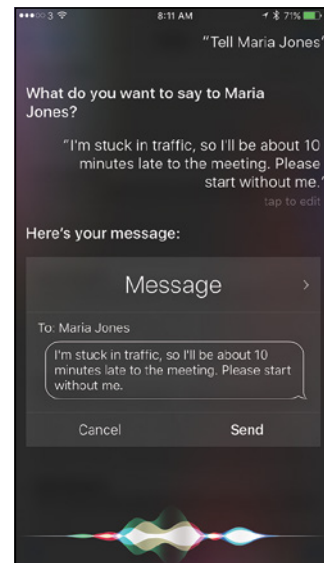 3 8:11 AM 71%
“Tell Maria Jones”
What do you want to say to Maria
Jones?
“I'm stuck in traffic, so I'll be about 10
minutes late to the meeting. Please
start without me.”
tap to edit
Here's your message:
Message
To: Maria Jones
I'm stuck in traffic, so I'll be about 10
minutes late to the meeting. Please start
without me.
Cancel Send